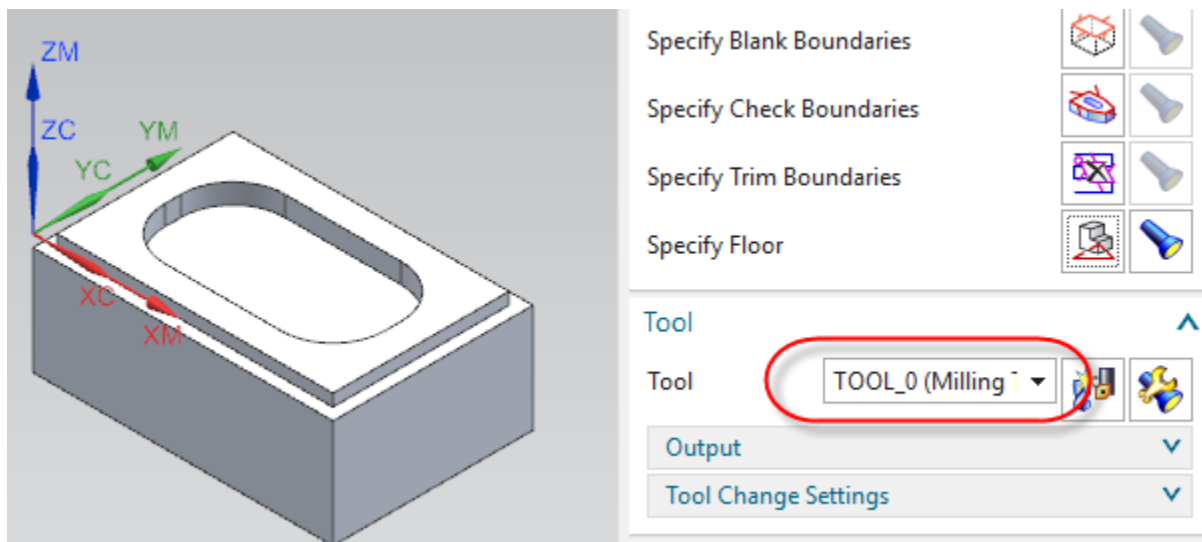 ZM
ZC
YM
YC
XC
XM
Specify Blank Boundaries
Specify Check Boundaries
Specify Trim Boundaries
Specify Floor
Tool
Tool TOOL_0 (Milling
Output
Tool Change Settings